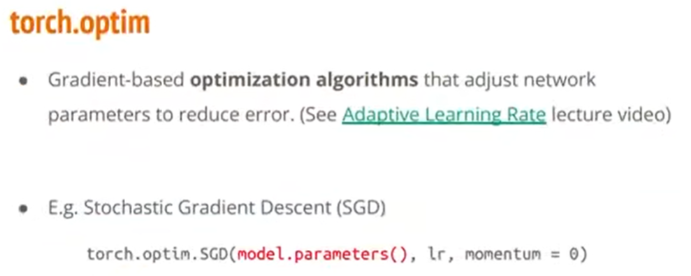 torch.optim
• Gradient-based optimization algorithms that adjust network
parameters to reduce error. (See Adaptive Learning Rate lecture video)
• E.g. Stochastic Gradient Descent (SGD)
torch.optim.SGD(model.parameters(), lr, momentum = 0)